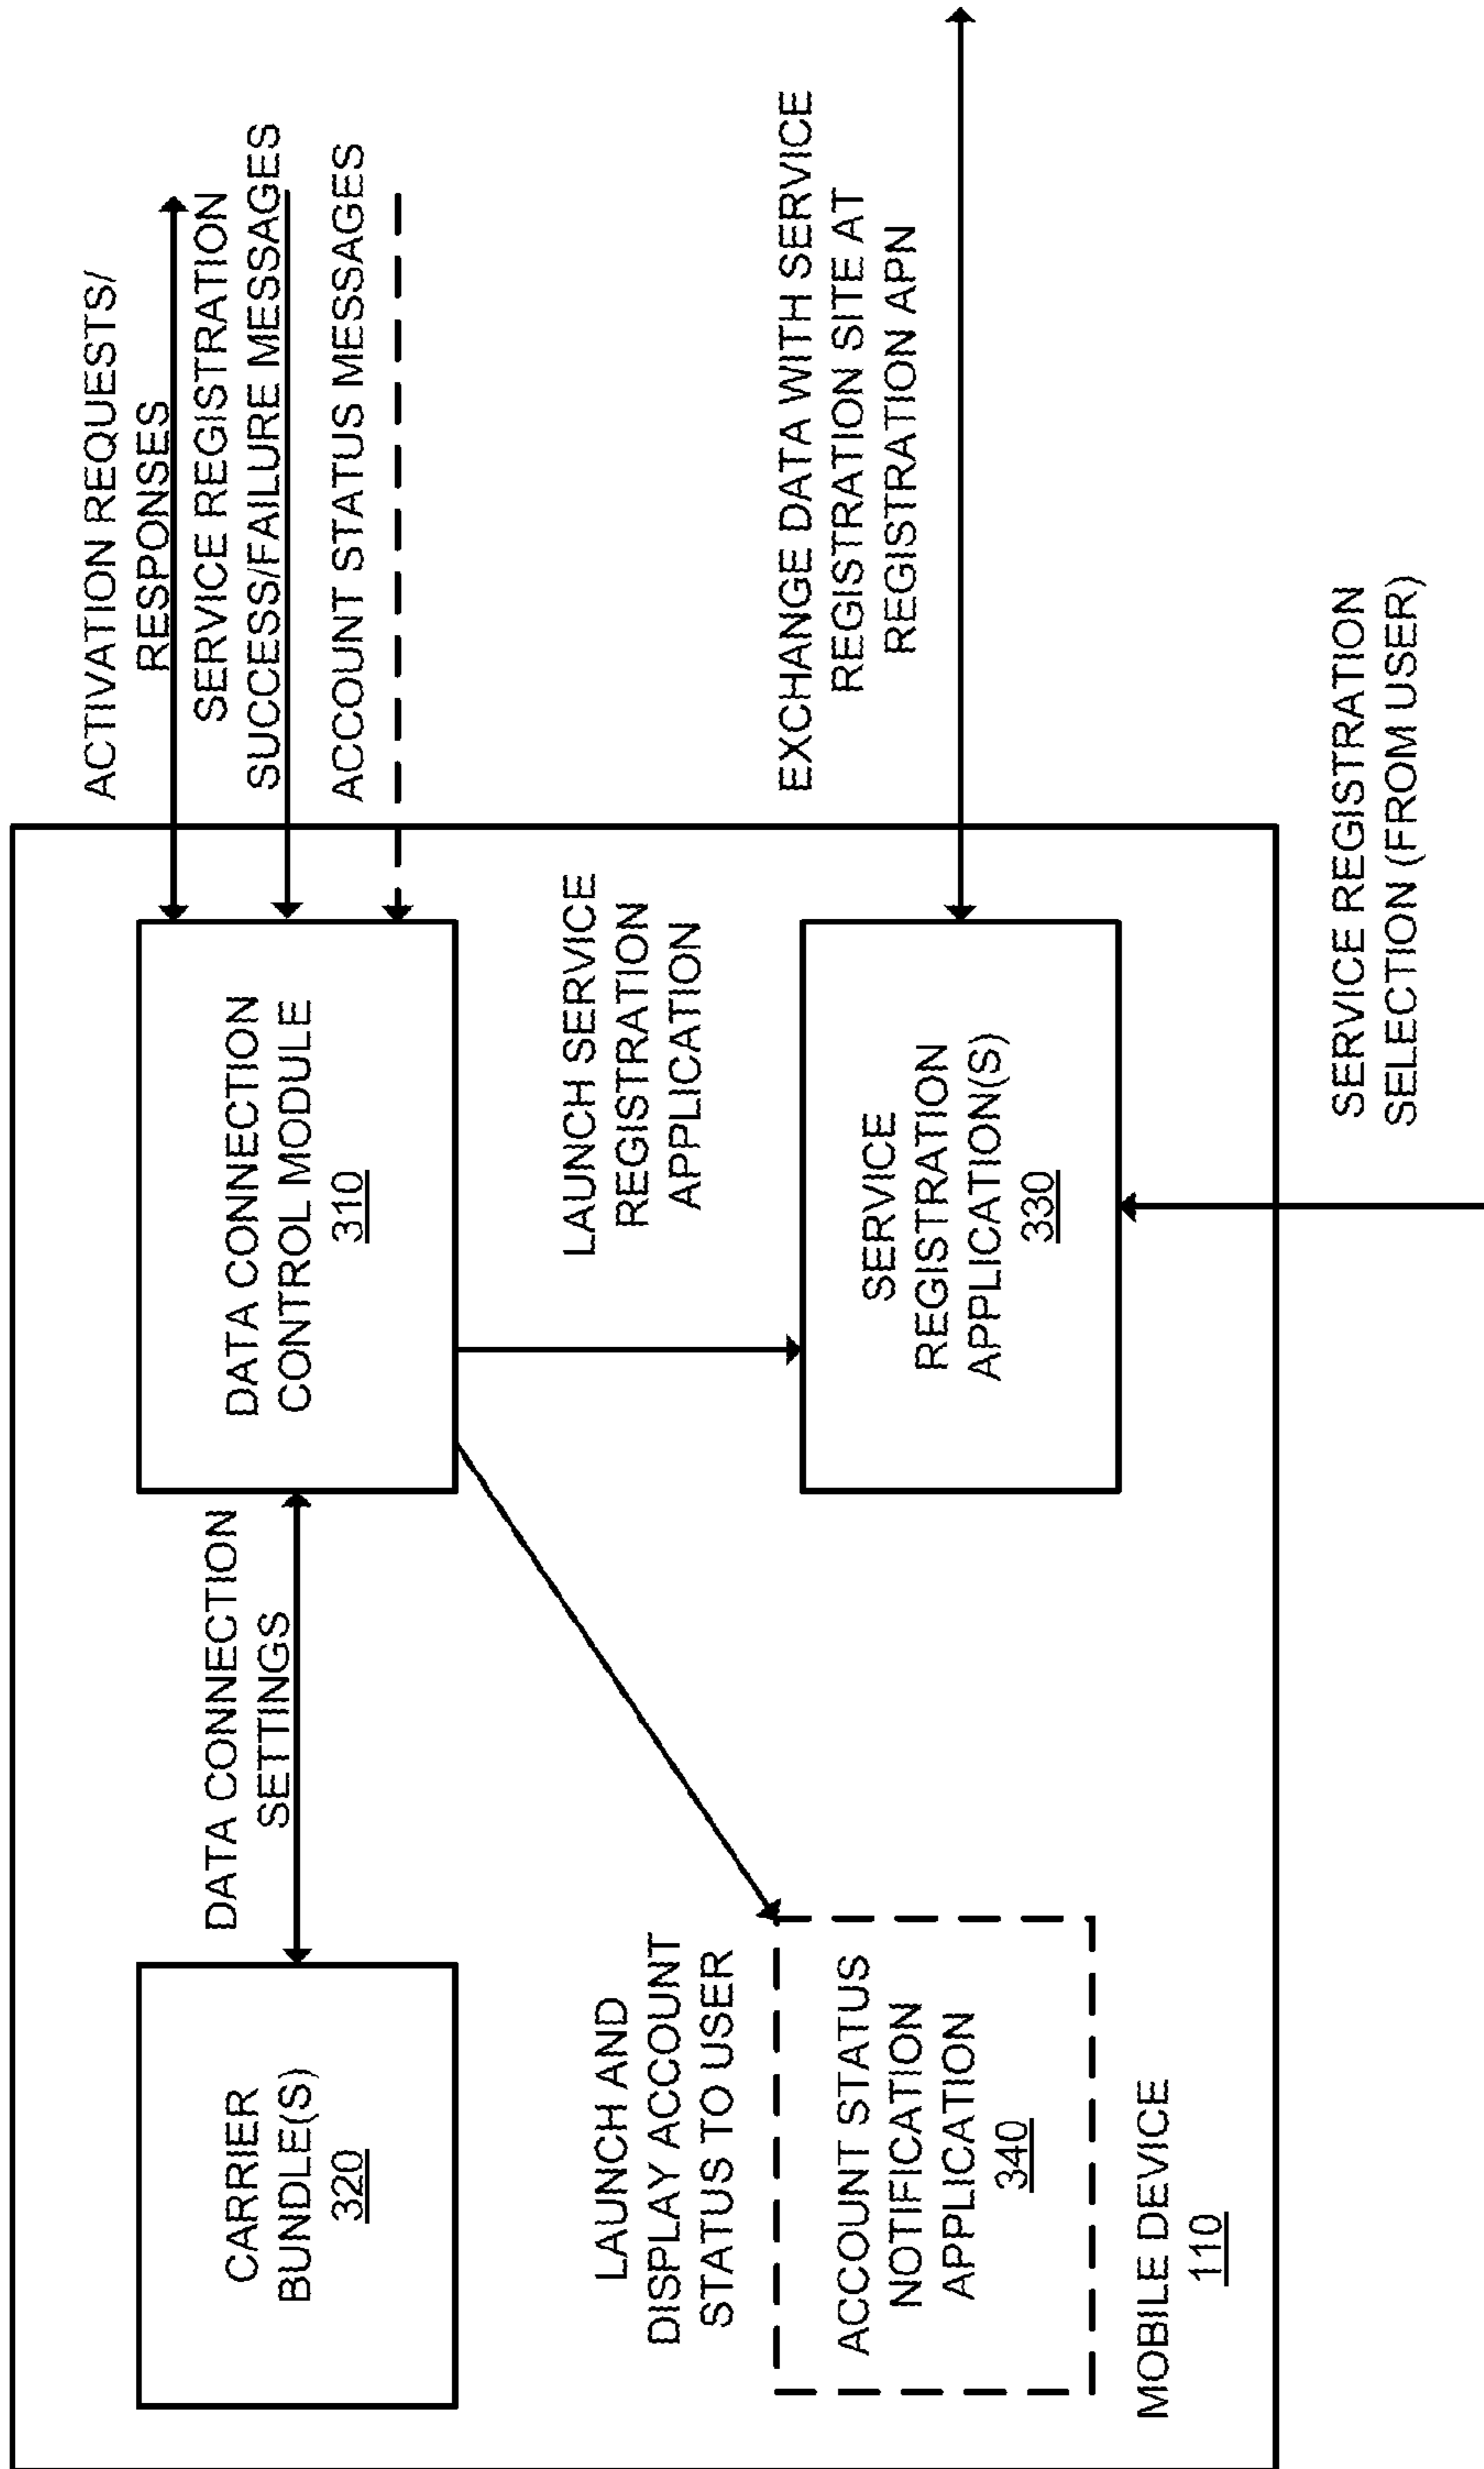 CARRIER
BUNDLE(S)
320
DATA CONNECTION
SETTINGS
DATA CONNECTION
CONTROL MODULE
310
ACTIVATION REQUESTS/
RESPONSES
SERVICE REGISTRATION
SUCCESS/FAILURE MESSAGES
ACCOUNT STATUS MESSAGES
LAUNCH AND
DISPLAY ACCOUNT
STATUS TO USER
LAUNCH SERVICE
REGISTRATION
APPLICATION
ACCOUNT STATUS
NOTIFICATION
APPLICATION
340
SERVICE
REGISTRATION
APPLICATION(S)
330
EXCHANGE DATA WITH SERVICE
REGISTRATION SITE AT
REGISTRATION APN
MOBILE DEVICE
110
SERVICE REGISTRATION
SELECTION (FROM USER)